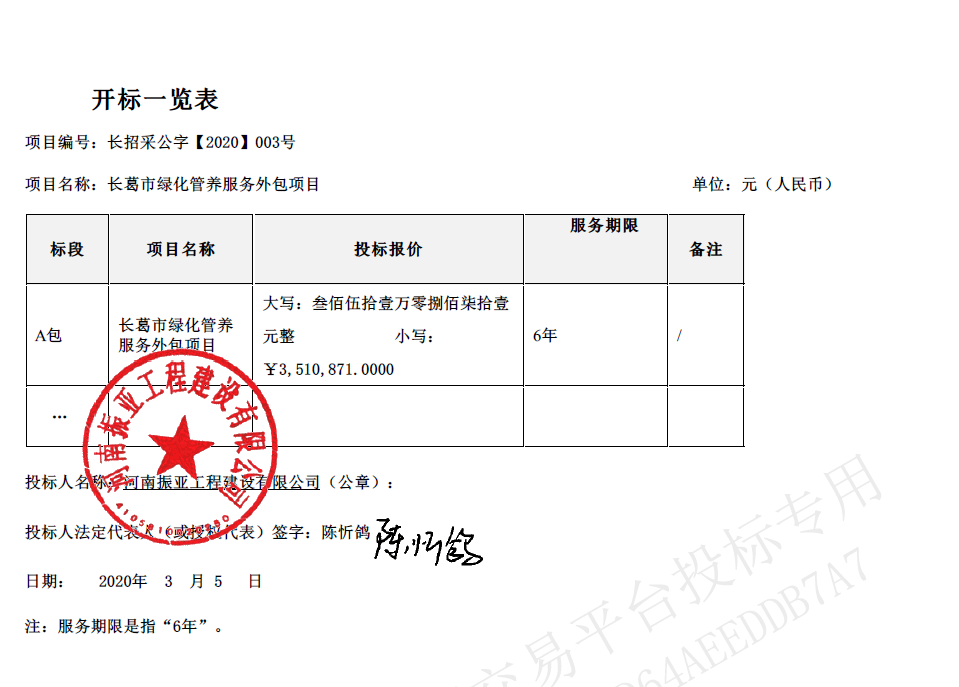 开标一览表
项目编号：长招采公字【2020】003号
项目名称：长葛市绿化管养服务外包项目 单位：元（人民币）
标段 项目名称 投标报价 服务期限 备注
A包 长葛市绿化管养服务外包项目 大写：叁佰伍拾壹万零捌佰柒拾壹元整 小写：￥3,510,871.0000 6年 /
…
河南振亚工程建设有限公司
投标人名称：河南振亚工程建设有限公司（公章）：
投标人法定代表人（或授权代表）签字：陈忻鸽 陈忻鸽
日期： 2020年 3 月 5 日
注：服务期限是指“6年”。
交易平台投标专用
64AEEDDB7A7